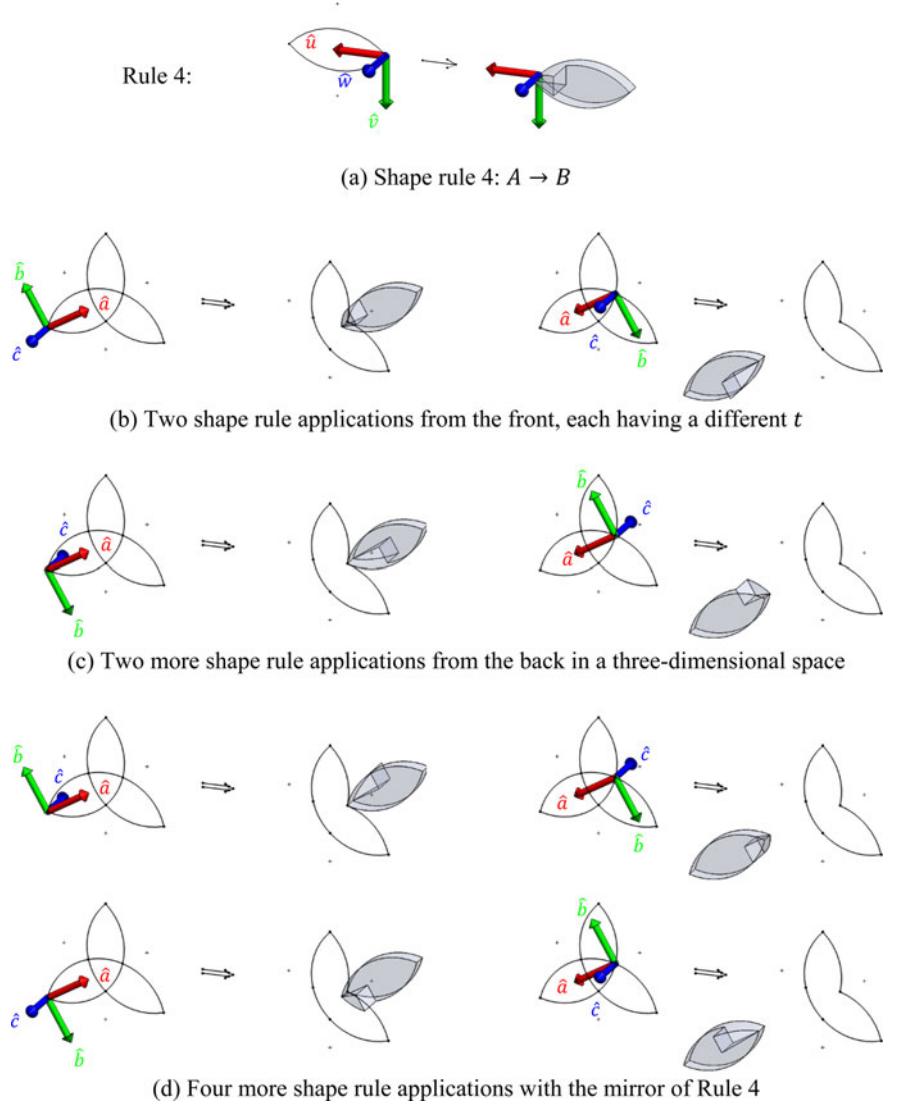 û
Rule 4:
ŵ
v̂
(a) Shape rule 4: A → B
b̂
â
ĉ
â
ĉ
b̂
(b) Two shape rule applications from the front, each having a different t
ĉ
â
b̂
b̂
ĉ
â
(c) Two more shape rule applications from the back in a three-dimensional space
b̂
ĉ
â
ĉ
â
b̂
â
ĉ
b̂
b̂
â
ĉ
(d) Four more shape rule applications with the mirror of Rule 4